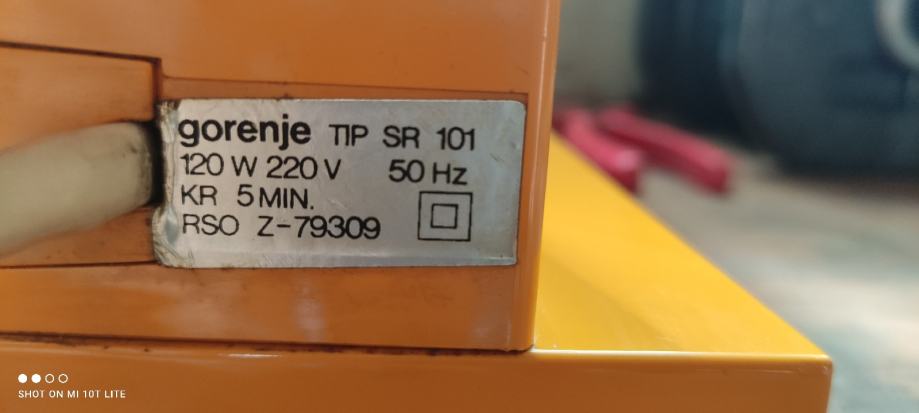 gorenje TIP SR 101
120 W 220 V 50 Hz
KR 5 MIN.
RSO Z-79309
SHOT ON MI 10T LITE